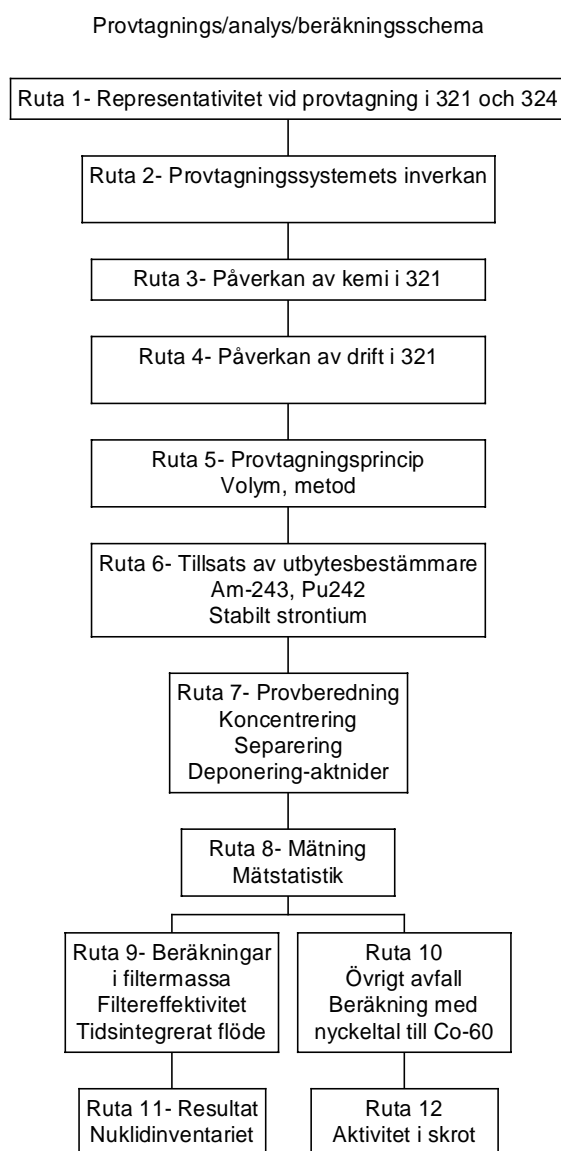 Provtagnings/analys/beräkningsschema
Ruta 1- Representativitet vid provtagning i 321 och 324
Ruta 2- Provtagningssystemets inverkan
Ruta 3- Påverkan av kemi i 321
Ruta 4- Påverkan av drift i 321
Ruta 5- Provtagningsprincip
Volym, metod
Ruta 6- Tillsats av utbytesbestämmare
Am-243, Pu242
Stabilt strontium
Ruta 7- Provberedning
Koncentrering
Separering
Deponering-aktnider
Ruta 8- Mätning
Mätstatistik
Ruta 9- Beräkningar
i filtermassa
Filtereffektivitet
Tidsintegrerat flöde
Ruta 10
Övrigt avfall
Beräkning med
nyckeltal till Co-60
Ruta 11- Resultat
Nuklidinventariet
Ruta 12
Aktivitet i skrot